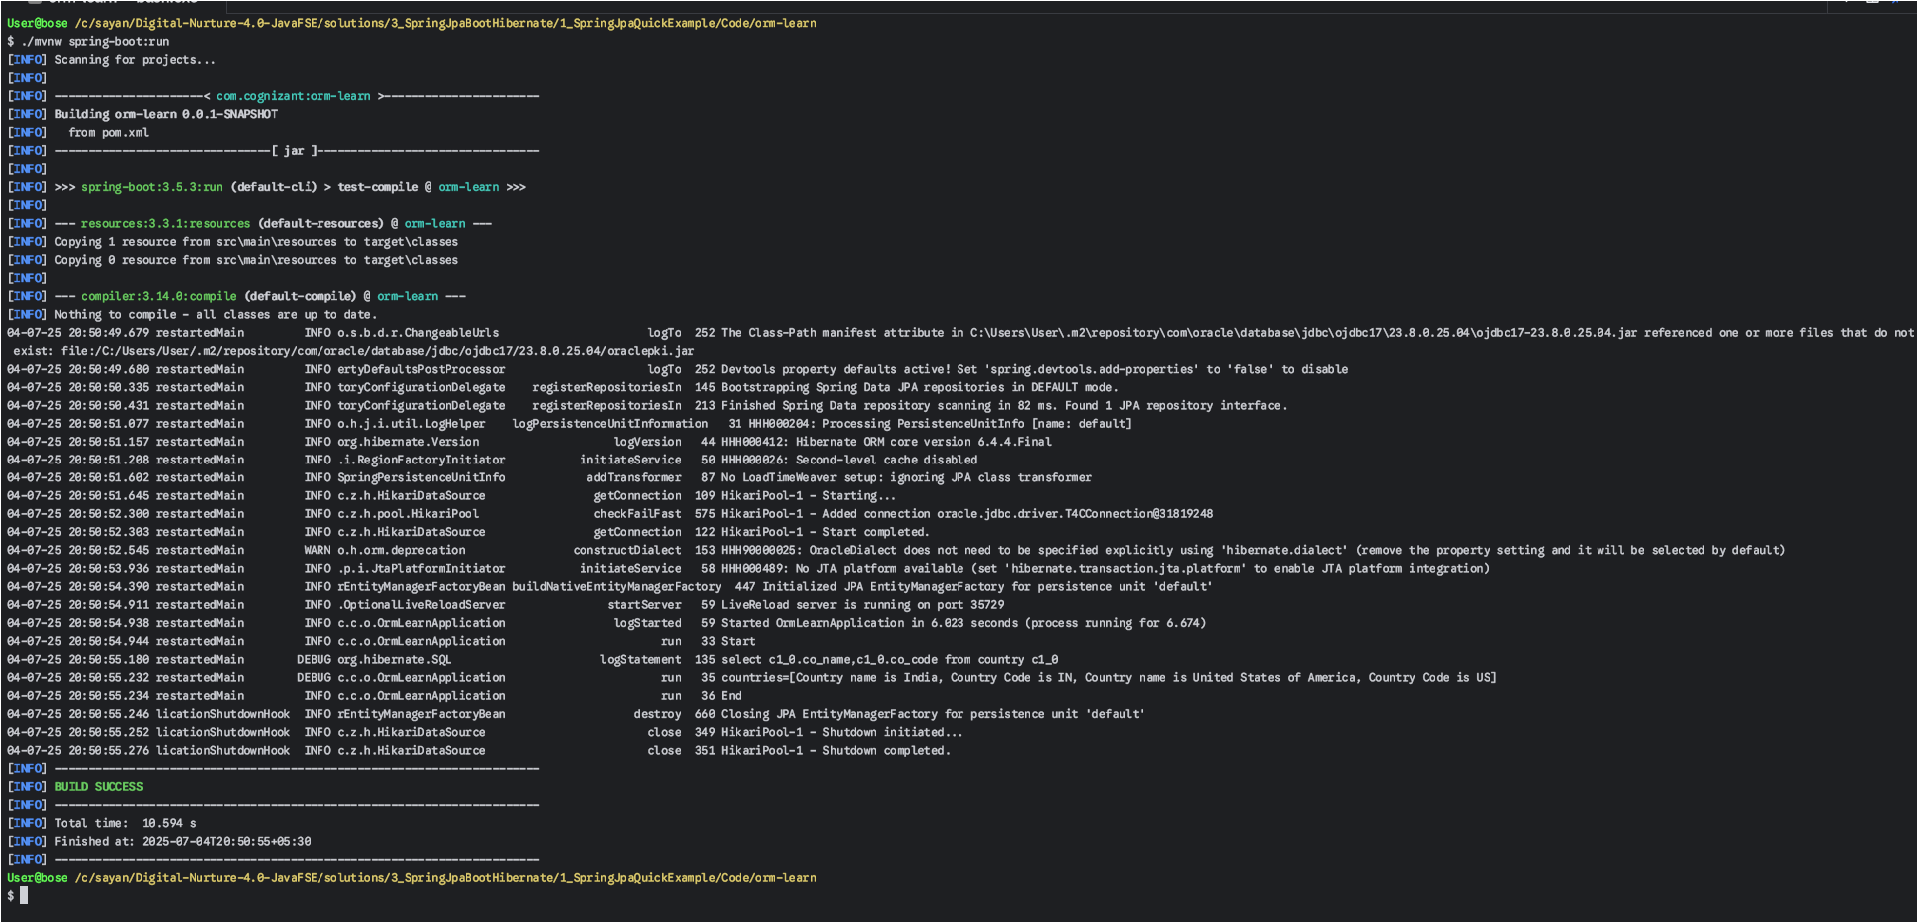 User@bose /c/sayan/Digital-Nurture-4.0-JavaFSE/solutions/3_SpringJpaBootHibernate/1_SpringJpaQuickExample/Code/orm-learn
$ ./mvnw spring-boot:run
[INFO] Scanning for projects...
[INFO]
[INFO] ----------------------< com.cognizant:orm-learn >-----------------------
[INFO] Building orm-learn 0.0.1-SNAPSHOT
[INFO]   from pom.xml
[INFO] --------------------------------[ jar ]---------------------------------
[INFO]
[INFO] >>> spring-boot:3.5.3:run (default-cli) > test-compile @ orm-learn >>>
[INFO]
[INFO] --- resources:3.3.1:resources (default-resources) @ orm-learn ---
[INFO] Copying 1 resource from src\main\resources to target\classes
[INFO] Copying 0 resource from src\main\resources to target\classes
[INFO]
[INFO] --- compiler:3.14.0:compile (default-compile) @ orm-learn ---
[INFO] Nothing to compile - all classes are up to date.
04-07-25 20:50:49.679 restartedMain         INFO o.s.b.d.r.ChangeableUrls                      logTo  252 The Class-Path manifest attribute in C:\Users\User\.m2\repository\com\oracle\database\jdbc\ojdbc17\23.8.0.25.04\ojdbc17-23.8.0.25.04.jar referenced one or more files that do not
 exist: file:/C:/Users/User/.m2/repository/com/oracle/database/jdbc/ojdbc17/23.8.0.25.04/oraclepki.jar
04-07-25 20:50:49.680 restartedMain         INFO ertyDefaultsPostProcessor                     logTo  252 Devtools property defaults active! Set 'spring.devtools.add-properties' to 'false' to disable
04-07-25 20:50:50.335 restartedMain         INFO toryConfigurationDelegate    registerRepositoriesIn  145 Bootstrapping Spring Data JPA repositories in DEFAULT mode.
04-07-25 20:50:50.431 restartedMain         INFO toryConfigurationDelegate    registerRepositoriesIn  213 Finished Spring Data repository scanning in 82 ms. Found 1 JPA repository interface.
04-07-25 20:50:51.077 restartedMain         INFO o.h.j.i.util.LogHelper    logPersistenceUnitInformation   31 HHH000204: Processing PersistenceUnitInfo [name: default]
04-07-25 20:50:51.157 restartedMain         INFO org.hibernate.Version                    logVersion   44 HHH000412: Hibernate ORM core version 6.4.4.Final
04-07-25 20:50:51.208 restartedMain         INFO .i.RegionFactoryInitiator           initiateService   50 HHH000026: Second-level cache disabled
04-07-25 20:50:51.602 restartedMain         INFO SpringPersistenceUnitInfo            addTransformer   87 No LoadTimeWeaver setup: ignoring JPA class transformer
04-07-25 20:50:51.645 restartedMain         INFO c.z.h.HikariDataSource                getConnection  109 HikariPool-1 - Starting...
04-07-25 20:50:52.300 restartedMain         INFO c.z.h.pool.HikariPool                 checkFailFast  575 HikariPool-1 - Added connection oracle.jdbc.driver.T4CConnection@31819248
04-07-25 20:50:52.303 restartedMain         INFO c.z.h.HikariDataSource                getConnection  122 HikariPool-1 - Start completed.
04-07-25 20:50:52.545 restartedMain         WARN o.h.orm.deprecation                constructDialect  153 HHH90000025: OracleDialect does not need to be specified explicitly using 'hibernate.dialect' (remove the property setting and it will be selected by default)
04-07-25 20:50:53.936 restartedMain         INFO .p.i.JtaPlatformInitiator           initiateService   58 HHH000489: No JTA platform available (set 'hibernate.transaction.jta.platform' to enable JTA platform integration)
04-07-25 20:50:54.390 restartedMain         INFO rEntityManagerFactoryBean buildNativeEntityManagerFactory  447 Initialized JPA EntityManagerFactory for persistence unit 'default'
04-07-25 20:50:54.911 restartedMain         INFO .OptionalLiveReloadServer               startServer   59 LiveReload server is running on port 35729
04-07-25 20:50:54.938 restartedMain         INFO c.c.o.OrmLearnApplication                logStarted   59 Started OrmLearnApplication in 6.023 seconds (process running for 6.674)
04-07-25 20:50:54.944 restartedMain         INFO c.c.o.OrmLearnApplication                       run   33 Start
04-07-25 20:50:55.180 restartedMain        DEBUG org.hibernate.SQL                      logStatement  135 select c1_0.co_name,c1_0.co_code from country c1_0
04-07-25 20:50:55.232 restartedMain        DEBUG c.c.o.OrmLearnApplication                       run   35 countries=[Country name is India, Country Code is IN, Country name is United States of America, Country Code is US]
04-07-25 20:50:55.234 restartedMain         INFO c.c.o.OrmLearnApplication                       run   36 End
04-07-25 20:50:55.246 licationShutdownHook  INFO rEntityManagerFactoryBean                   destroy  660 Closing JPA EntityManagerFactory for persistence unit 'default'
04-07-25 20:50:55.252 licationShutdownHook  INFO c.z.h.HikariDataSource                        close  349 HikariPool-1 - Shutdown initiated...
04-07-25 20:50:55.276 licationShutdownHook  INFO c.z.h.HikariDataSource                        close  351 HikariPool-1 - Shutdown completed.
[INFO] ------------------------------------------------------------------------
[INFO] BUILD SUCCESS
[INFO] ------------------------------------------------------------------------
[INFO] Total time:  10.594 s
[INFO] Finished at: 2025-07-04T20:50:55+05:30
[INFO] ------------------------------------------------------------------------
User@bose /c/sayan/Digital-Nurture-4.0-JavaFSE/solutions/3_SpringJpaBootHibernate/1_SpringJpaQuickExample/Code/orm-learn
$